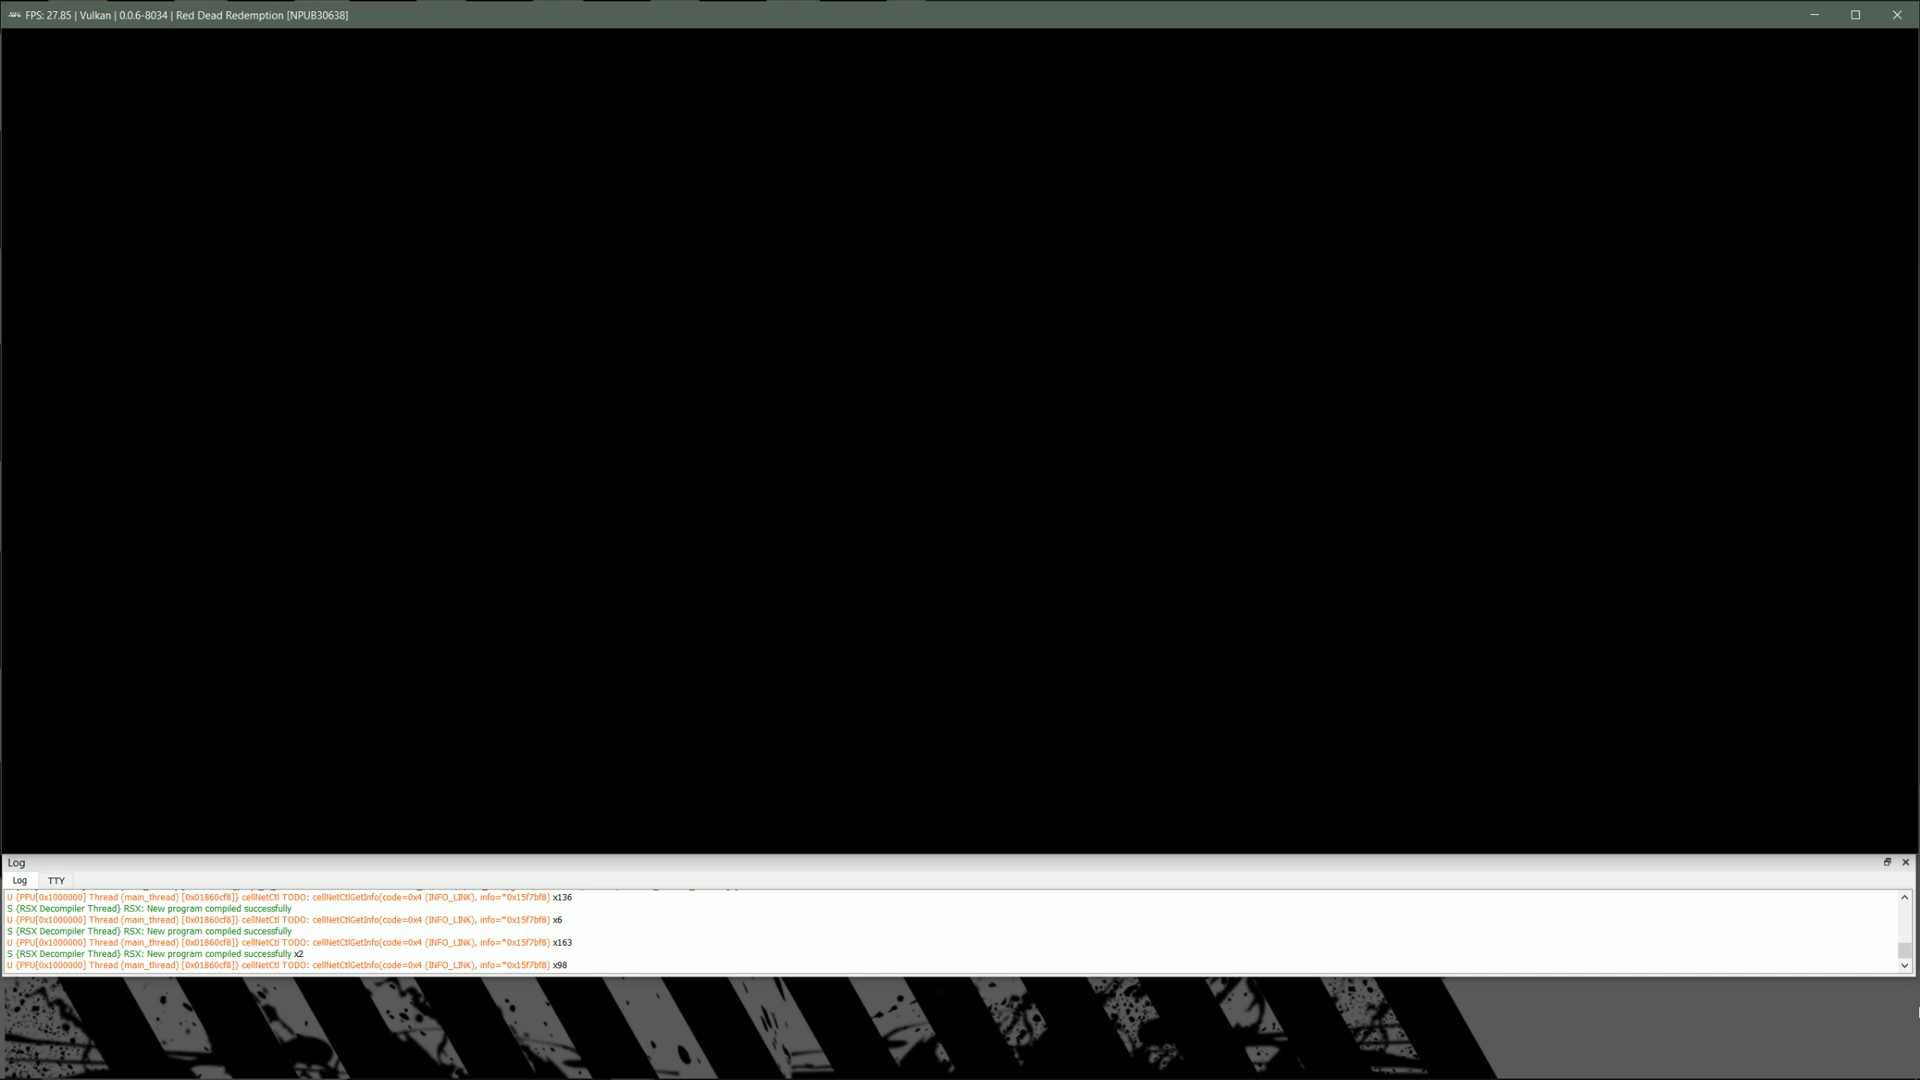 FPS: 27.85 | Vulkan | 0.0.6-8034 | Red Dead Redemption [NPUB30638]
Log
Log TTY
U {PPU[0x1000000] Thread (main_thread) [0x01860cf8]} cellNetCtl TODO: cellNetCtlGetInfo(code=0x4 (INFO_LINK), info=*0x15f7bf8) x136
S {RSX Decompiler Thread} RSX: New program compiled successfully
U {PPU[0x1000000] Thread (main_thread) [0x01860cf8]} cellNetCtl TODO: cellNetCtlGetInfo(code=0x4 (INFO_LINK), info=*0x15f7bf8) x6
S {RSX Decompiler Thread} RSX: New program compiled successfully
U {PPU[0x1000000] Thread (main_thread) [0x01860cf8]} cellNetCtl TODO: cellNetCtlGetInfo(code=0x4 (INFO_LINK), info=*0x15f7bf8) x163
S {RSX Decompiler Thread} RSX: New program compiled successfully x2
U {PPU[0x1000000] Thread (main_thread) [0x01860cf8]} cellNetCtl TODO: cellNetCtlGetInfo(code=0x4 (INFO_LINK), info=*0x15f7bf8) x98